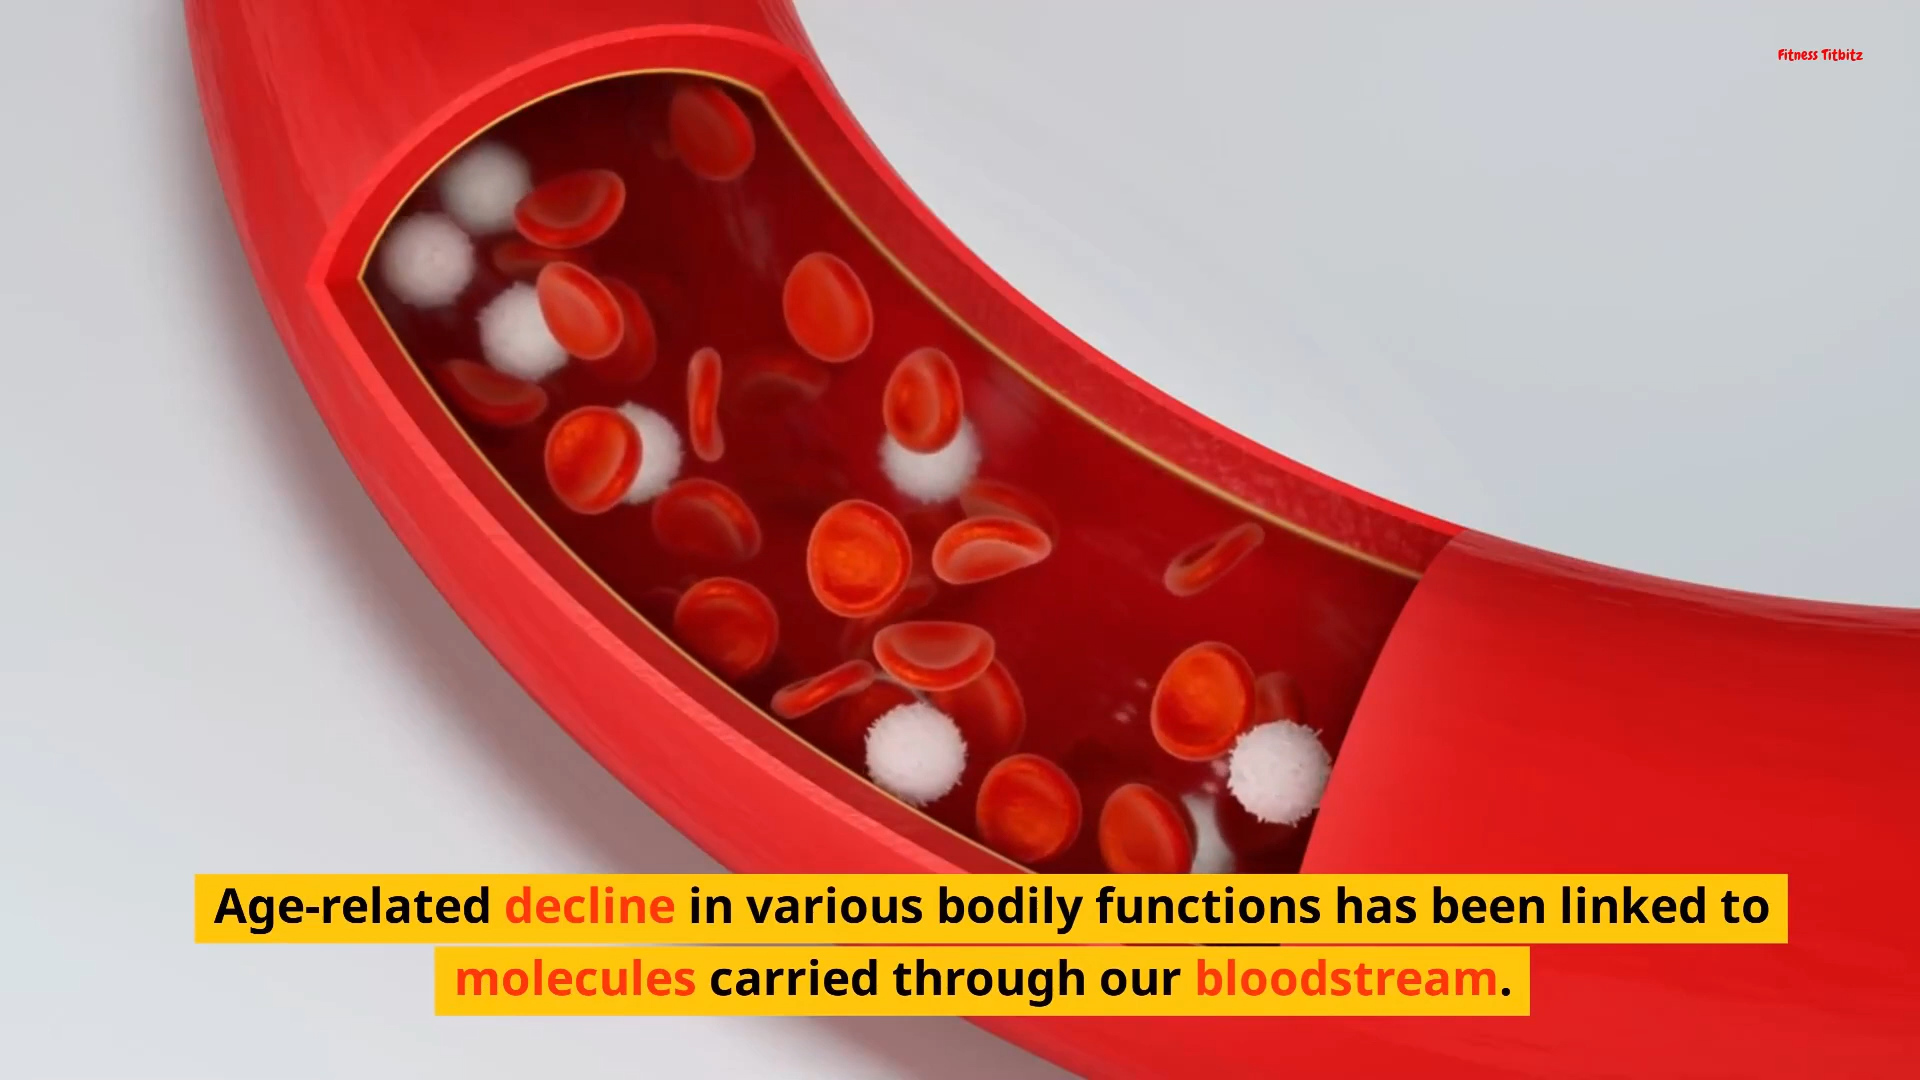 Fitness Titbitz
Age-related decline in various bodily functions has been linked to
molecules carried through our bloodstream.